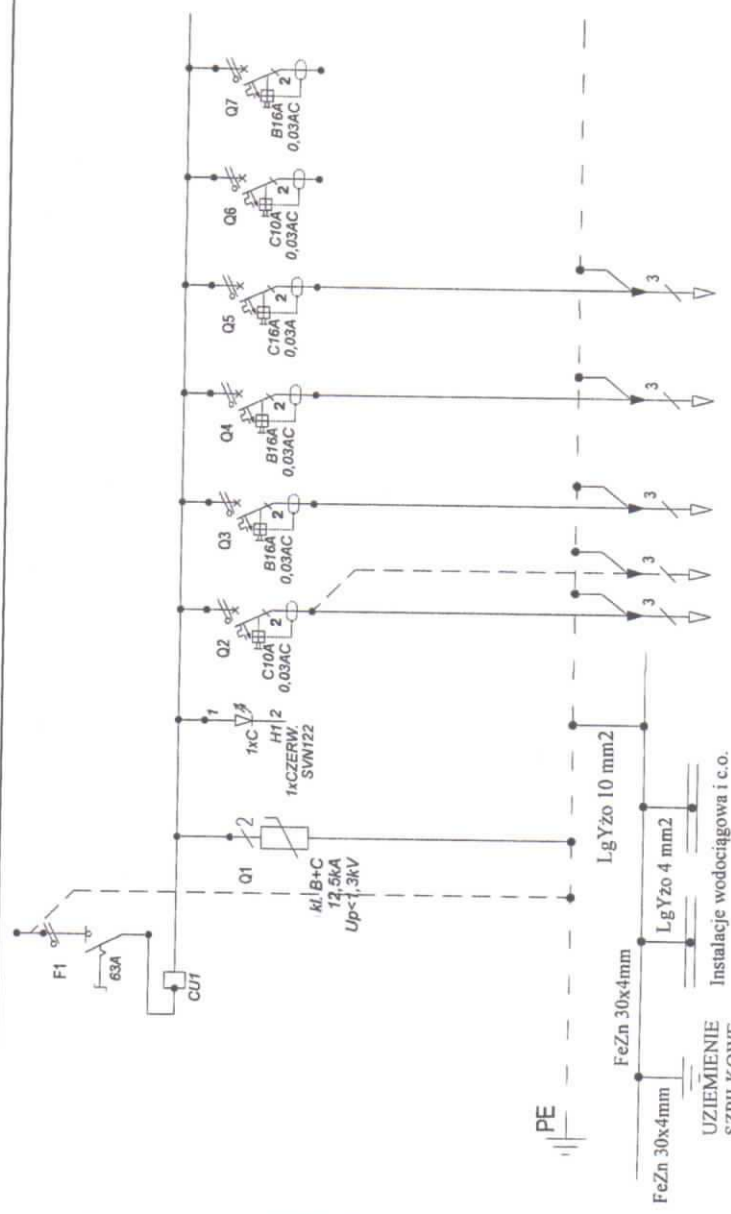 F1
63A
CU1
Q1
2
kl. B+C
12,5kA
Up<1,3kV
1
1xC
H1
2
1xCZERW.
SVN122
Q2
2
C10A
0,03AC
Q3
2
B16A
0,03AC
Q4
2
B16A
0,03AC
Q5
2
C16A
0,03A
Q6
2
C10A
0,03AC
Q7
2
B16A
0,03AC
3
3
3
3
3
PE
LgYżo 10 mm2
LgYżo 4 mm2
FeZn 30x4mm
FeZn 30x4mm
UZIEMIENIE
Instalacje wodociągowa i c.o.